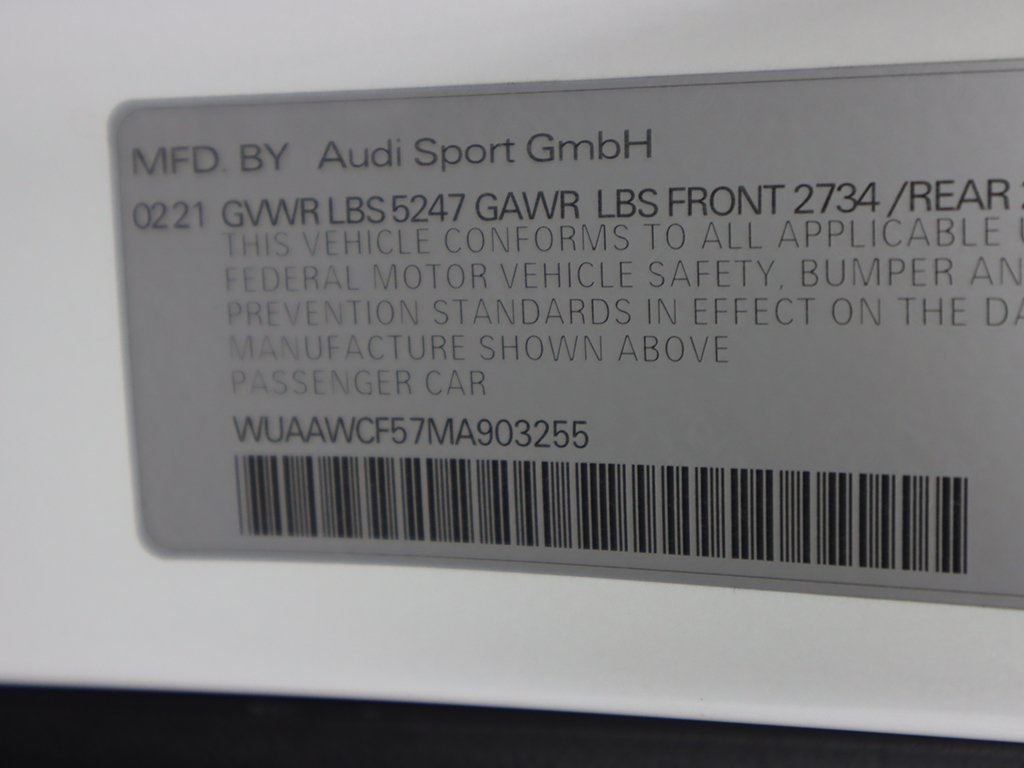 MFD. BY Audi Sport GmbH
0221 GVWR LBS 5247 GAWR LBS FRONT 2734 /REAR
THIS VEHICLE CONFORMS TO ALL APPLICABLE
FEDERAL MOTOR VEHICLE SAFETY, BUMPER AN
PREVENTION STANDARDS IN EFFECT ON THE DA
MANUFACTURE SHOWN ABOVE
PASSENGER CAR
WUAAWCF57MA903255